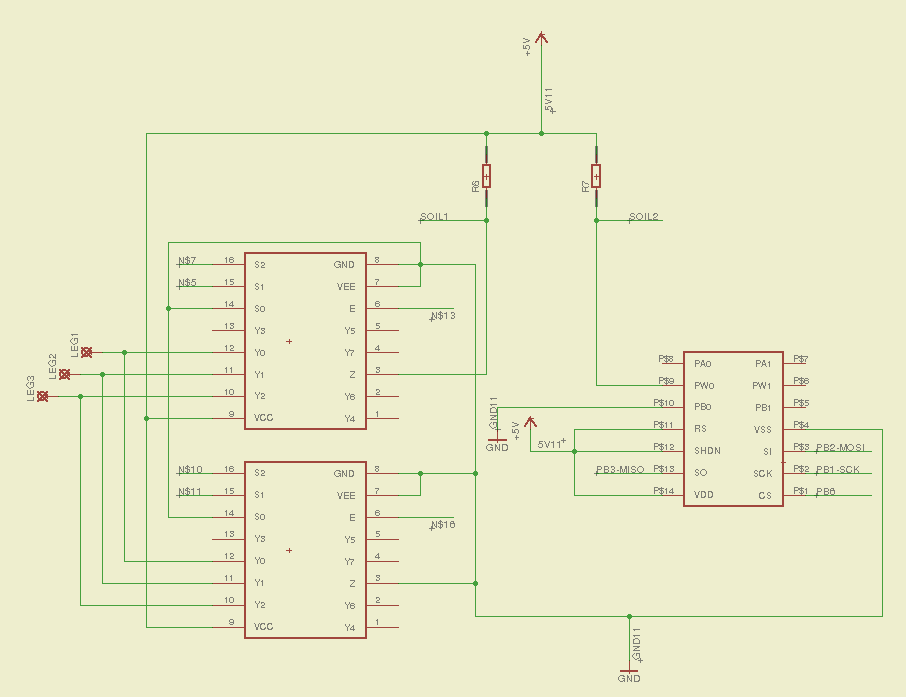 +5V
5V11
R6
R7
SOIL1
SOIL2
N$7 16 S2 GND 8
N$5 15 S1 VEE 7
14 S0 E 6 N$13
13 Y3 Y5 5
LEG1 12 Y0 Y7 4
LEG2 11 Y1 Z 3
LEG3 10 Y2 Y6 2
9 VCC Y4 1
P$8 PA0 PA1 P$7
P$9 PW0 PW1 P$6
P$10 PB0 PB1 P$5
P$11 RS VSS P$4
P$12 SHDN SI P$3 PB2-MOSI
PB3-MISO P$13 SO SCK P$2 PB1-SCK
P$14 VDD CS P$1 PB6
GND11
GND
+5V
5V11
N$10 16 S2 GND 8
N$11 15 S1 VEE 7
14 S0 E 6 N$16
13 Y3 Y5 5
12 Y0 Y7 4
11 Y1 Z 3
10 Y2 Y6 2
9 VCC Y4 1
GND11
GND